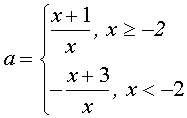 a = { (x+1)/x, x ≥ −2
−(x+3)/x, x < −2